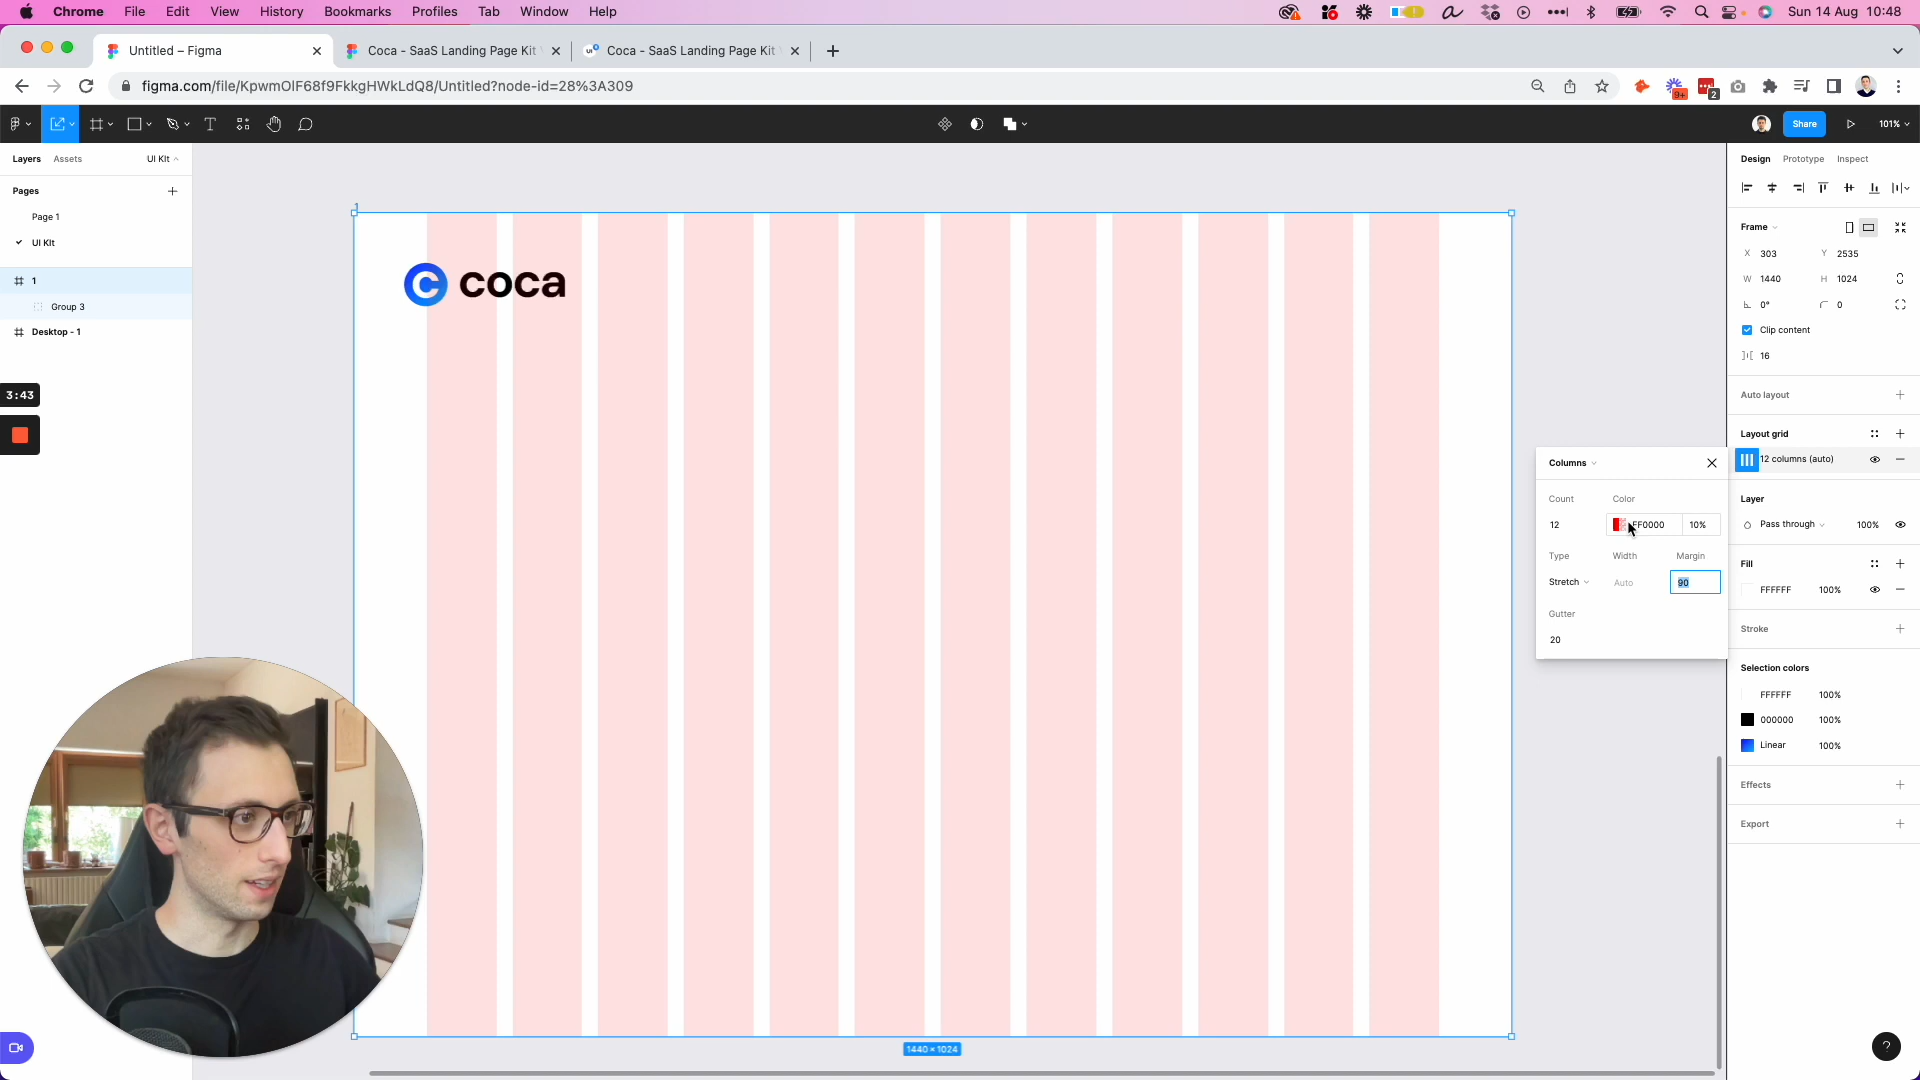 Chrome File Edit View History Bookmarks Profiles Tab Window Help
Sun 14 Aug 10:48
Untitled – Figma
Coca - SaaS Landing Page Kit
Coca - SaaS Landing Page Kit
figma.com/file/KpwmOIF68f9FkkgHWkLdQ8/Untitled?node-id=28%3A309
9+
2
Share
101%
Layers Assets UI Kit
Pages
Page 1
UI KIt
1
Group 3
Desktop - 1
3:43
1
coca
1440 × 1024
Columns
Count Color
12 FF0000 10%
Type Width Margin
Stretch Auto 90
Gutter
20
Design Prototype Inspect
Frame
X 303 Y 2535
W 1440 H 1024
0° 0
Clip content
16
Auto layout
Layout grid
12 columns (auto)
Layer
Pass through 100%
Fill
FFFFFF 100%
Stroke
Selection colors
FFFFFF 100%
000000 100%
Linear 100%
Effects
Export
?